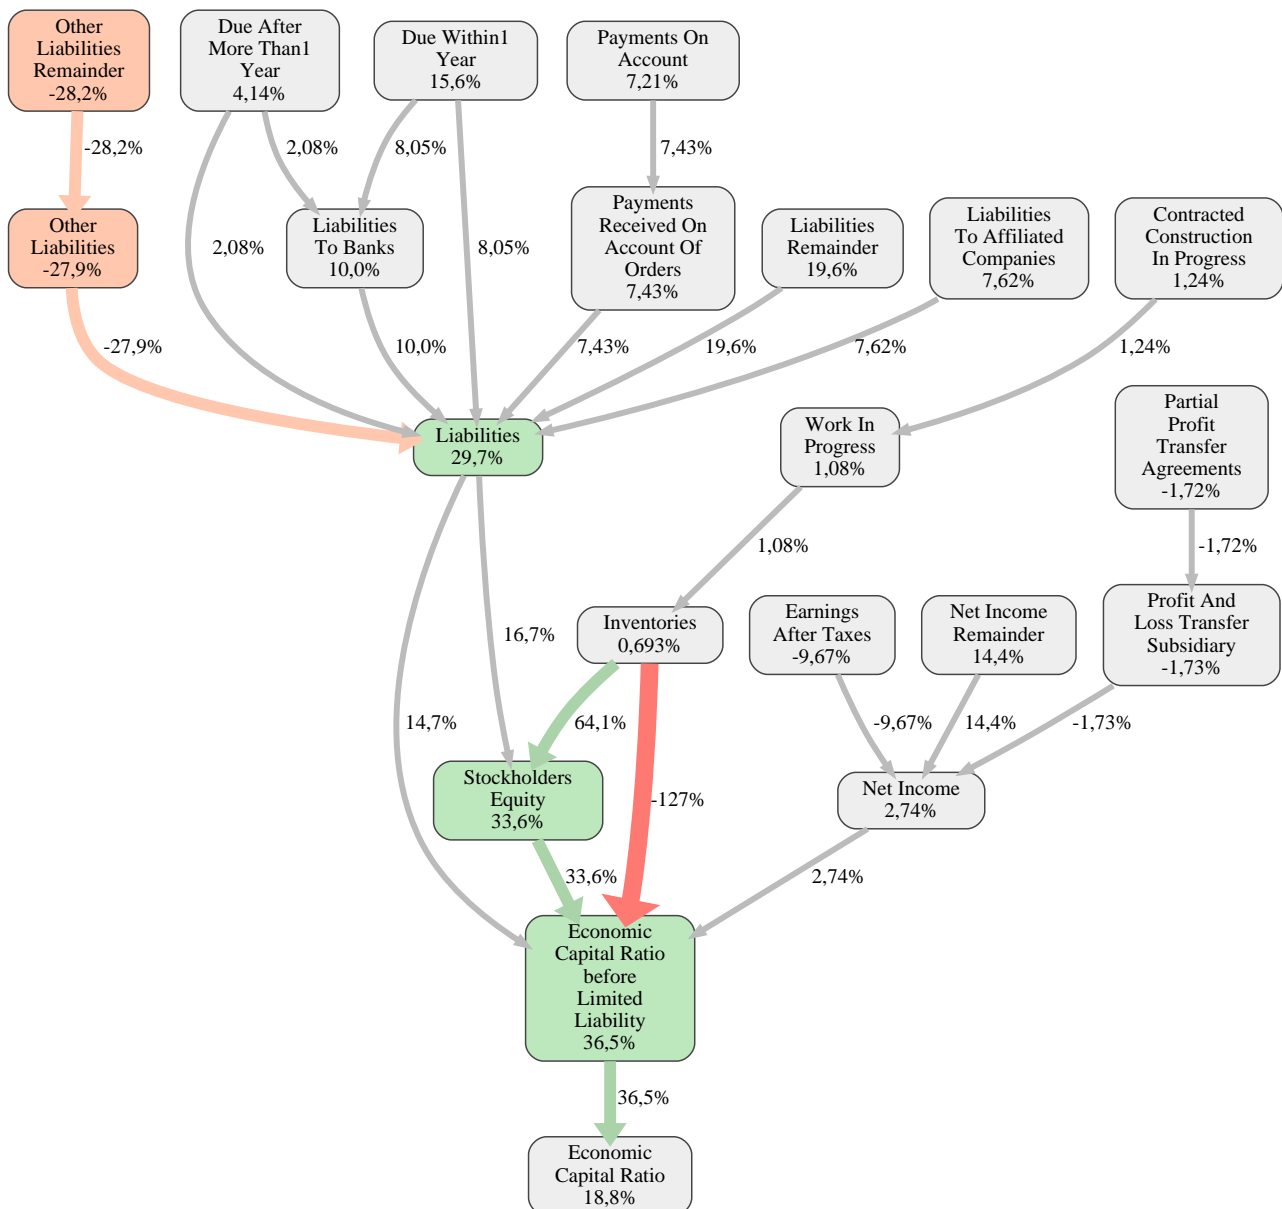 Other
Liabilities
Remainder
-28,2%
Due After
More Than1
Year
4,14%
Due Within1
Year
15,6%
Payments On
Account
7,21%
-28,2%
2,08%
8,05%
7,43%
Other
Liabilities
-27,9%
2,08%
Liabilities
To Banks
10,0%
8,05%
Payments
Received On
Account Of
Orders
7,43%
Liabilities
Remainder
19,6%
Liabilities
To Affiliated
Companies
7,62%
Contracted
Construction
In Progress
1,24%
-27,9%
10,0%
7,43%
19,6%
7,62%
1,24%
Liabilities
29,7%
Work In
Progress
1,08%
Partial
Profit
Transfer
Agreements
-1,72%
1,08%
-1,72%
16,7%
Inventories
0,693%
Earnings
After Taxes
-9,67%
Net Income
Remainder
14,4%
Profit And
Loss Transfer
Subsidiary
-1,73%
14,7%
64,1%
-127%
-9,67%
14,4%
-1,73%
Stockholders
Equity
33,6%
Net Income
2,74%
33,6%
2,74%
Economic
Capital Ratio
before
Limited
Liability
36,5%
36,5%
Economic
Capital Ratio
18,8%